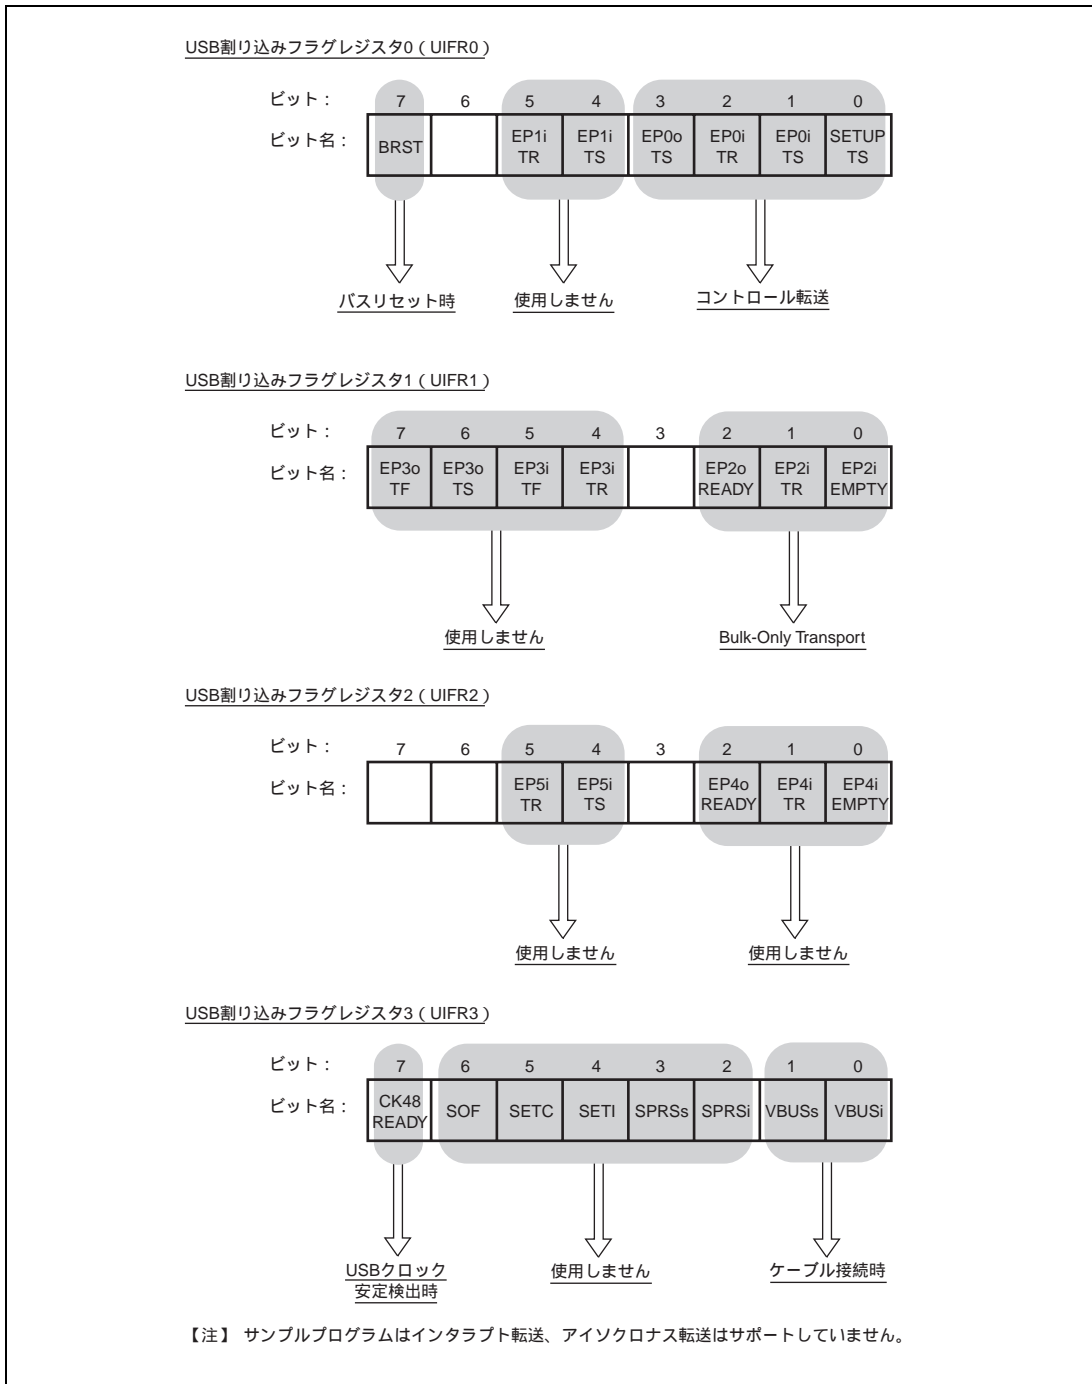 USB割り込みフラグレジスタ0（UIFR0）
ビット： 7 6 5 4 3 2 1 0
ビット名： BRST EP1i TR EP1i TS EP0o TS EP0i TR EP0i TS SETUP TS
バスリセット時 使用しません コントロール転送
USB割り込みフラグレジスタ1（UIFR1）
ビット： 7 6 5 4 3 2 1 0
ビット名： EP3o TF EP3o TS EP3i TF EP3i TR EP2o READY EP2i TR EP2i EMPTY
使用しません Bulk-Only Transport
USB割り込みフラグレジスタ2（UIFR2）
ビット： 7 6 5 4 3 2 1 0
ビット名： EP5i TR EP5i TS EP4o READY EP4i TR EP4i EMPTY
使用しません 使用しません
USB割り込みフラグレジスタ3（UIFR3）
ビット： 7 6 5 4 3 2 1 0
ビット名： CK48 READY SOF SETC SETI SPRSs SPRSi VBUSs VBUSi
USBクロック 使用しません ケーブル接続時
安定検出時
【注】 サンプルプログラムはインタラプト転送、アイソクロナス転送はサポートしていません。